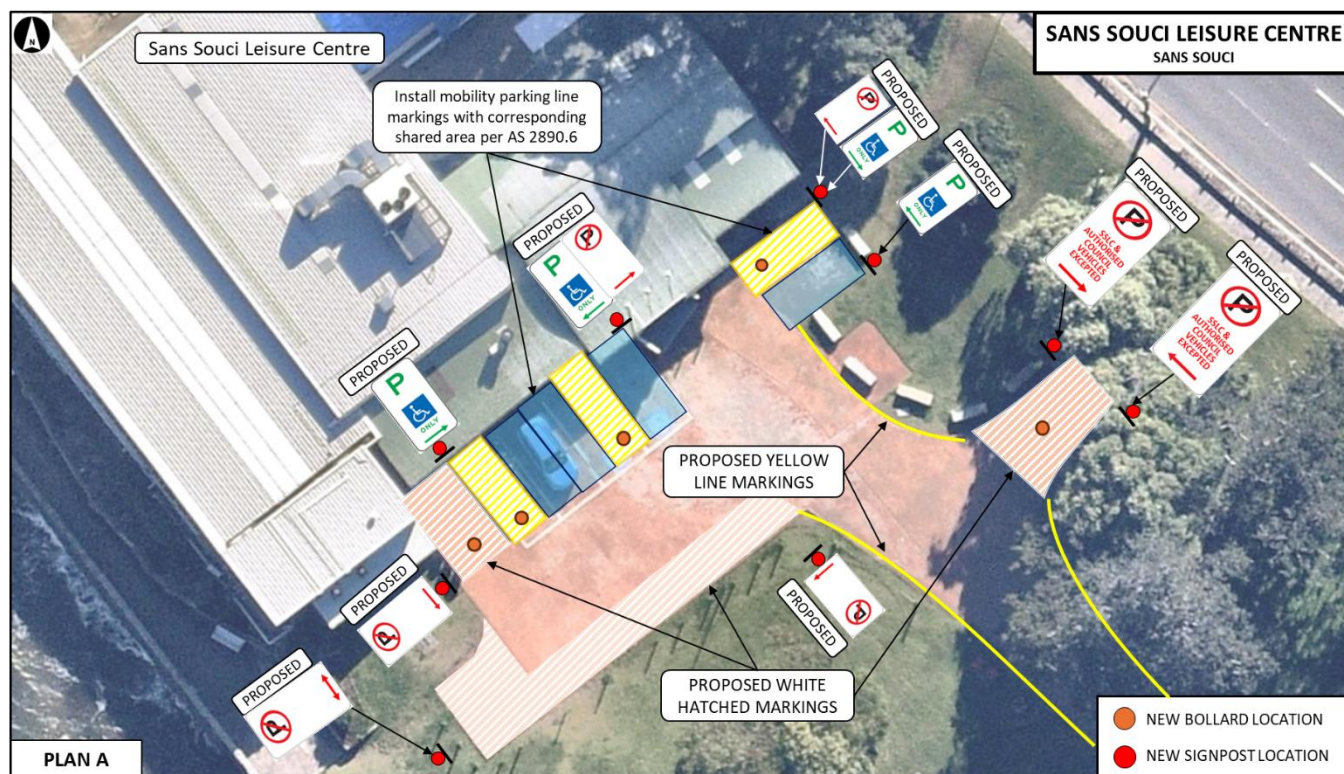 N
Sans Souci Leisure Centre
SANS SOUCI LEISURE CENTRE
SANS SOUCI
Install mobility parking line
markings with corresponding
shared area per AS 2890.6
PROPOSED
P
P
ONLY
PROPOSED
P
ONLY
PROPOSED
P
SSLC &
AUTHORISED
COUNCIL
VEHICLES
EXCEPTED
PROPOSED
P
SSLC &
AUTHORISED
COUNCIL
VEHICLES
EXCEPTED
PROPOSED
P
P
ONLY
PROPOSED
P
ONLY
PROPOSED YELLOW
LINE MARKINGS
PROPOSED
P
PROPOSED
P
PROPOSED
P
PROPOSED WHITE
HATCHED MARKINGS
NEW BOLLARD LOCATION
NEW SIGNPOST LOCATION
PLAN A